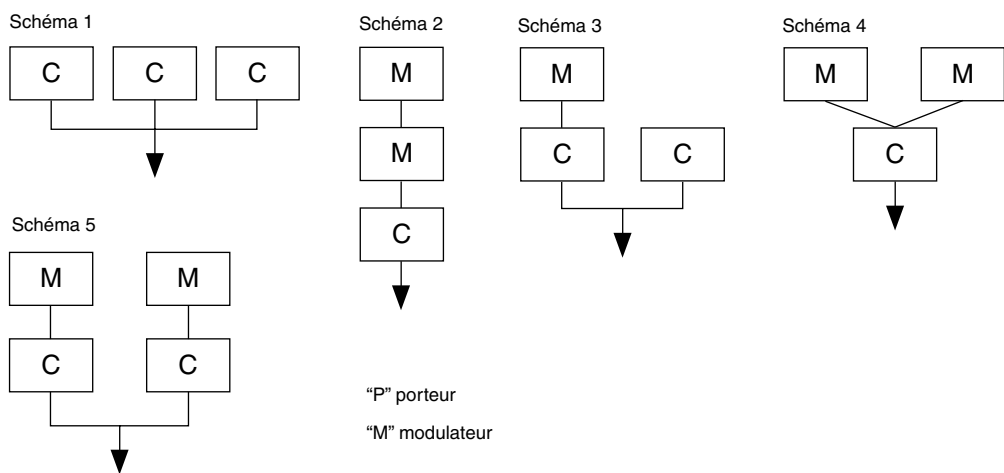 Schéma 1
C C C
Schéma 2
M
M
C
Schéma 3
M
C C
Schéma 4
M M
C
Schéma 5
M M
C C
“P” porteur
“M” modulateur